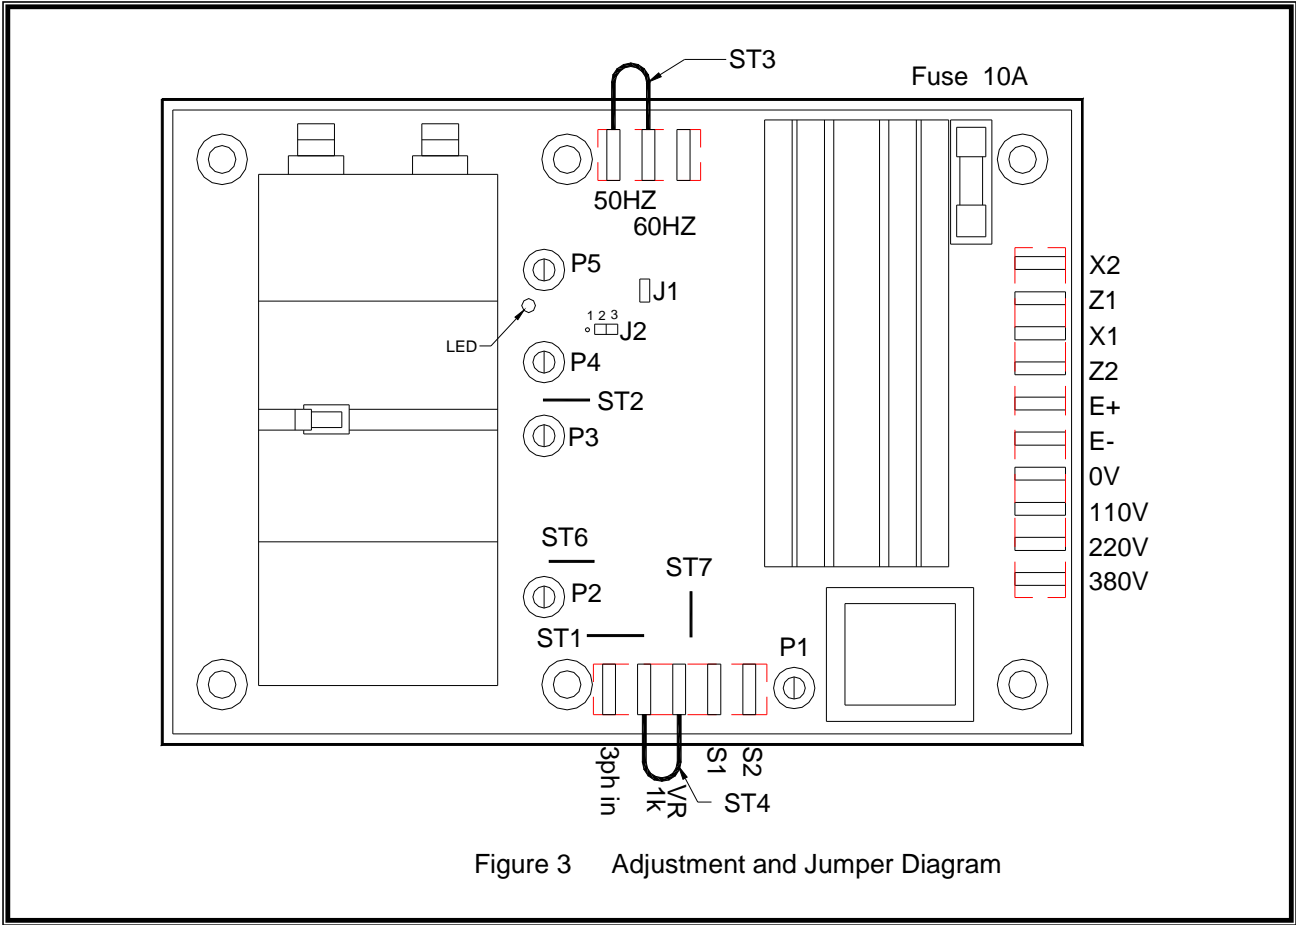 ST3
Fuse 10A
50HZ
60HZ
P5
J1
1 2 3
J2
LED
P4
ST2
P3
X2
Z1
X1
Z2
E+
E-
0V
110V
220V
380V
ST6
ST7
P2
ST1
P1
3ph in
1k
VR
S1
S2
ST4
Figure 3 Adjustment and Jumper Diagram